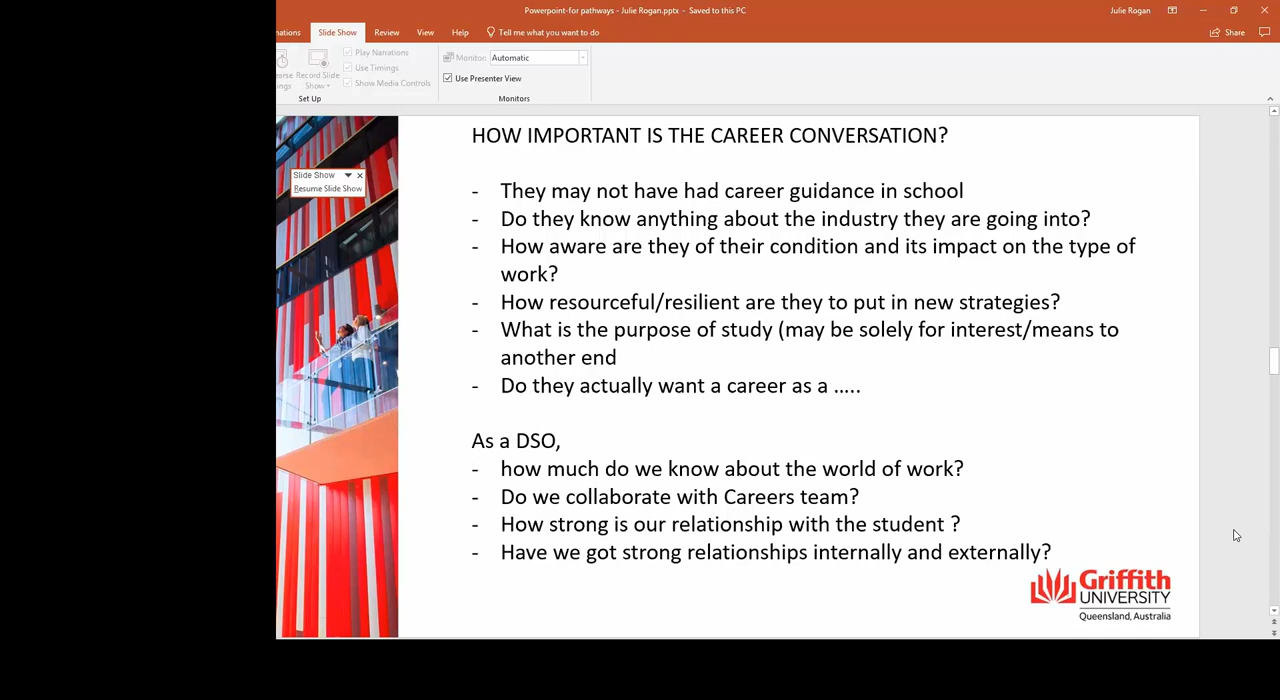 Powerpoint-for pathways - Julie Rogan.pptx - Saved to this PC
Julie Rogan
nations Slide Show Review View Help Tell me what you want to do
Share
earse Record Slide
ings Show
Play Narrations
Use Timings
Show Media Controls
Set Up
Monitor: Automatic
Use Presenter View
Monitors
Slide Show
Resume Slide Show
HOW IMPORTANT IS THE CAREER CONVERSATION?
- They may not have had career guidance in school
- Do they know anything about the industry they are going into?
- How aware are they of their condition and its impact on the type of
work?
- How resourceful/resilient are they to put in new strategies?
- What is the purpose of study (may be solely for interest/means to
another end
- Do they actually want a career as a .....
As a DSO,
- how much do we know about the world of work?
- Do we collaborate with Careers team?
- How strong is our relationship with the student ?
- Have we got strong relationships internally and externally?
Griffith
UNIVERSITY
Queensland, Australia